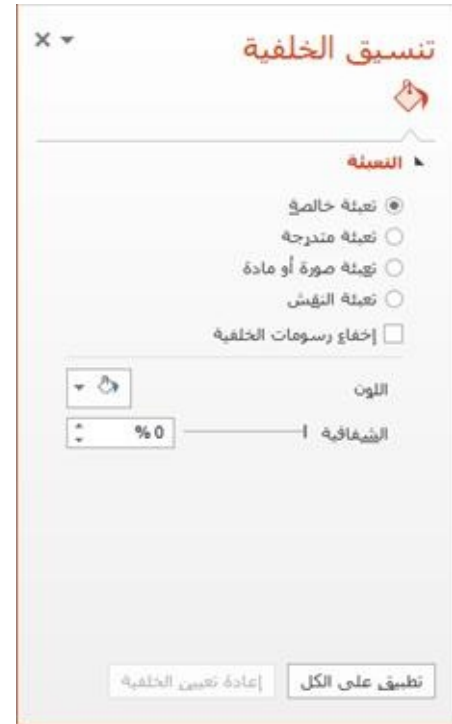 تنسيق الخلفية
التعبئة
تعبئة خالصة
تعبئة متدرجة
تعبئة صورة أو مادة
تعبئة النقش
إخفاء رسومات الخلفية
اللون
الشفافية %0
تطبيق على الكل إعادة تعيين الخلفية